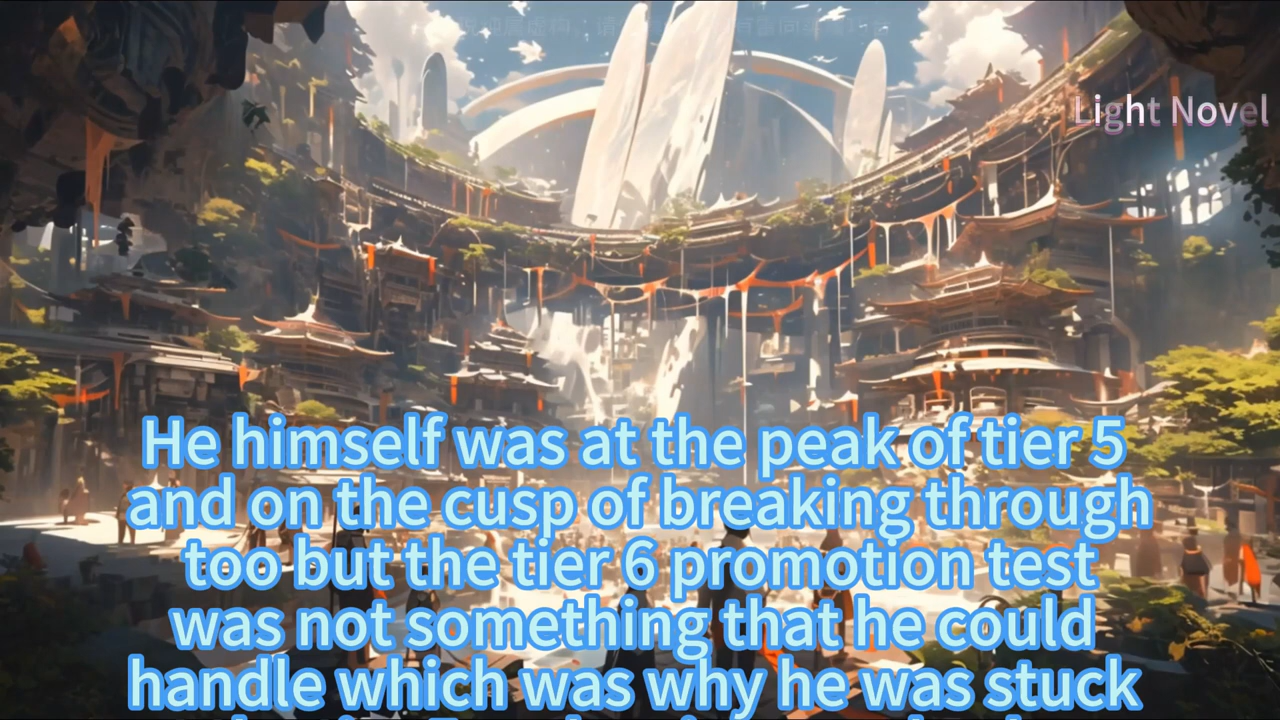 Light Novel
He himself was at the peak of tier 5
and on the cusp of breaking through
too but the tier 6 promotion test
was not something that he could
handle which was why he was stuck